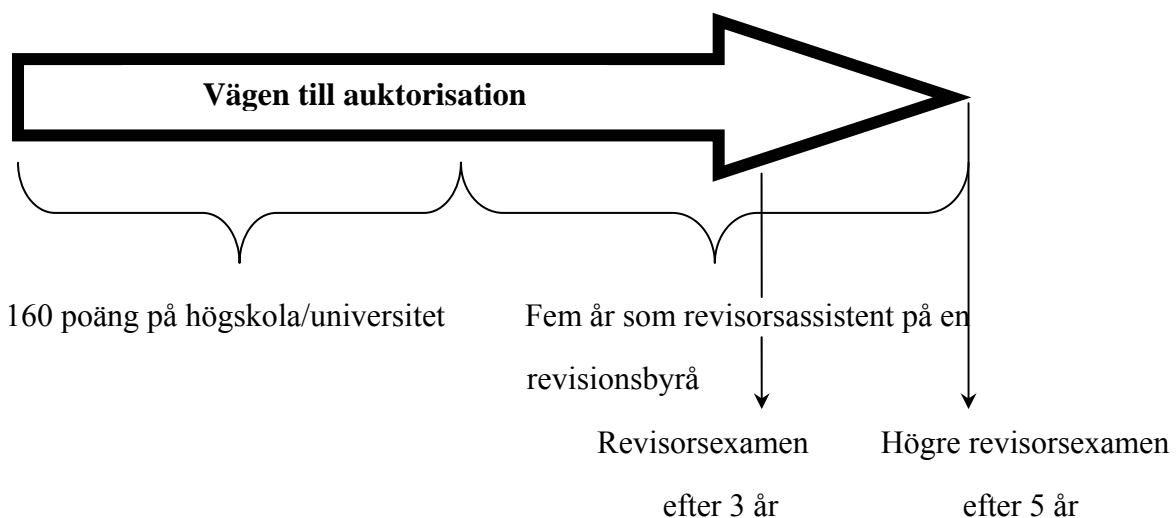 Vägen till auktorisation
160 poäng på högskola/universitet
Fem år som revisorsassistent på en
revisionsbyrå
Revisorsexamen
efter 3 år
Högre revisorsexamen
efter 5 år